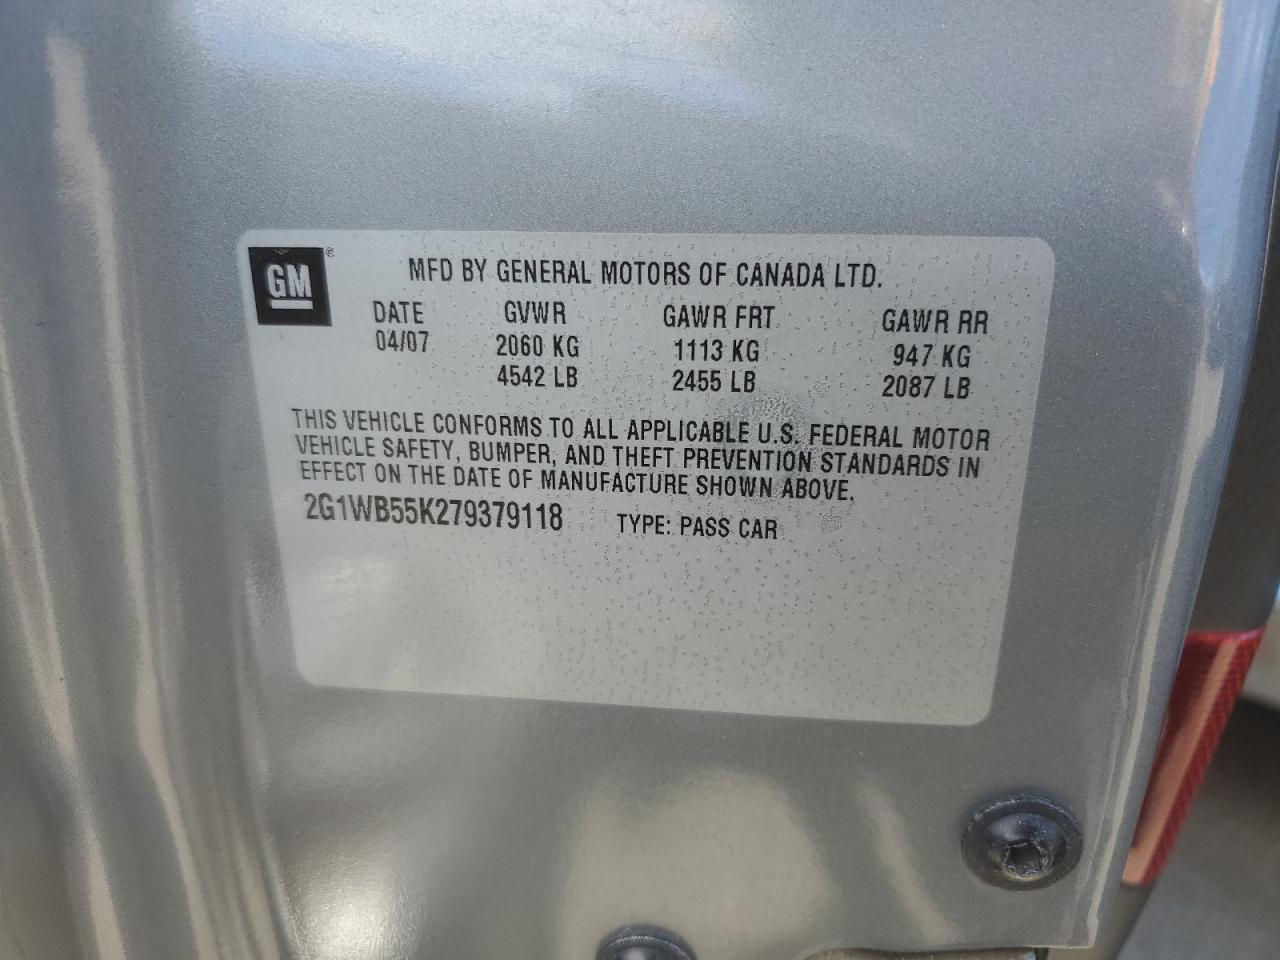 GM ®
MFD BY GENERAL MOTORS OF CANADA LTD.
DATE GVWR GAWR FRT GAWR RR
04/07 2060 KG 1113 KG 947 KG
4542 LB 2455 LB 2087 LB
THIS VEHICLE CONFORMS TO ALL APPLICABLE U.S. FEDERAL MOTOR
VEHICLE SAFETY, BUMPER, AND THEFT PREVENTION STANDARDS IN
EFFECT ON THE DATE OF MANUFACTURE SHOWN ABOVE.
2G1WB55K279379118 TYPE: PASS CAR